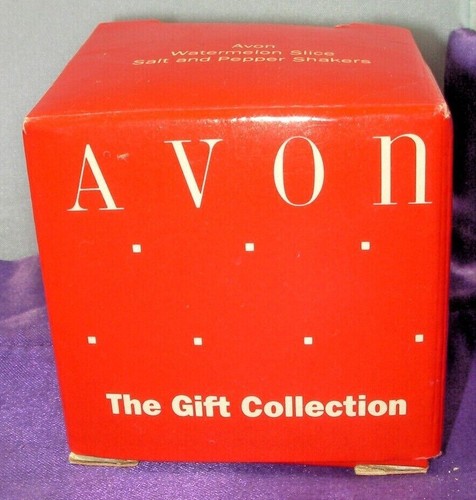 Avon
Watermelon Slice
Salt and Pepper Shakers
AVON
The Gift Collection